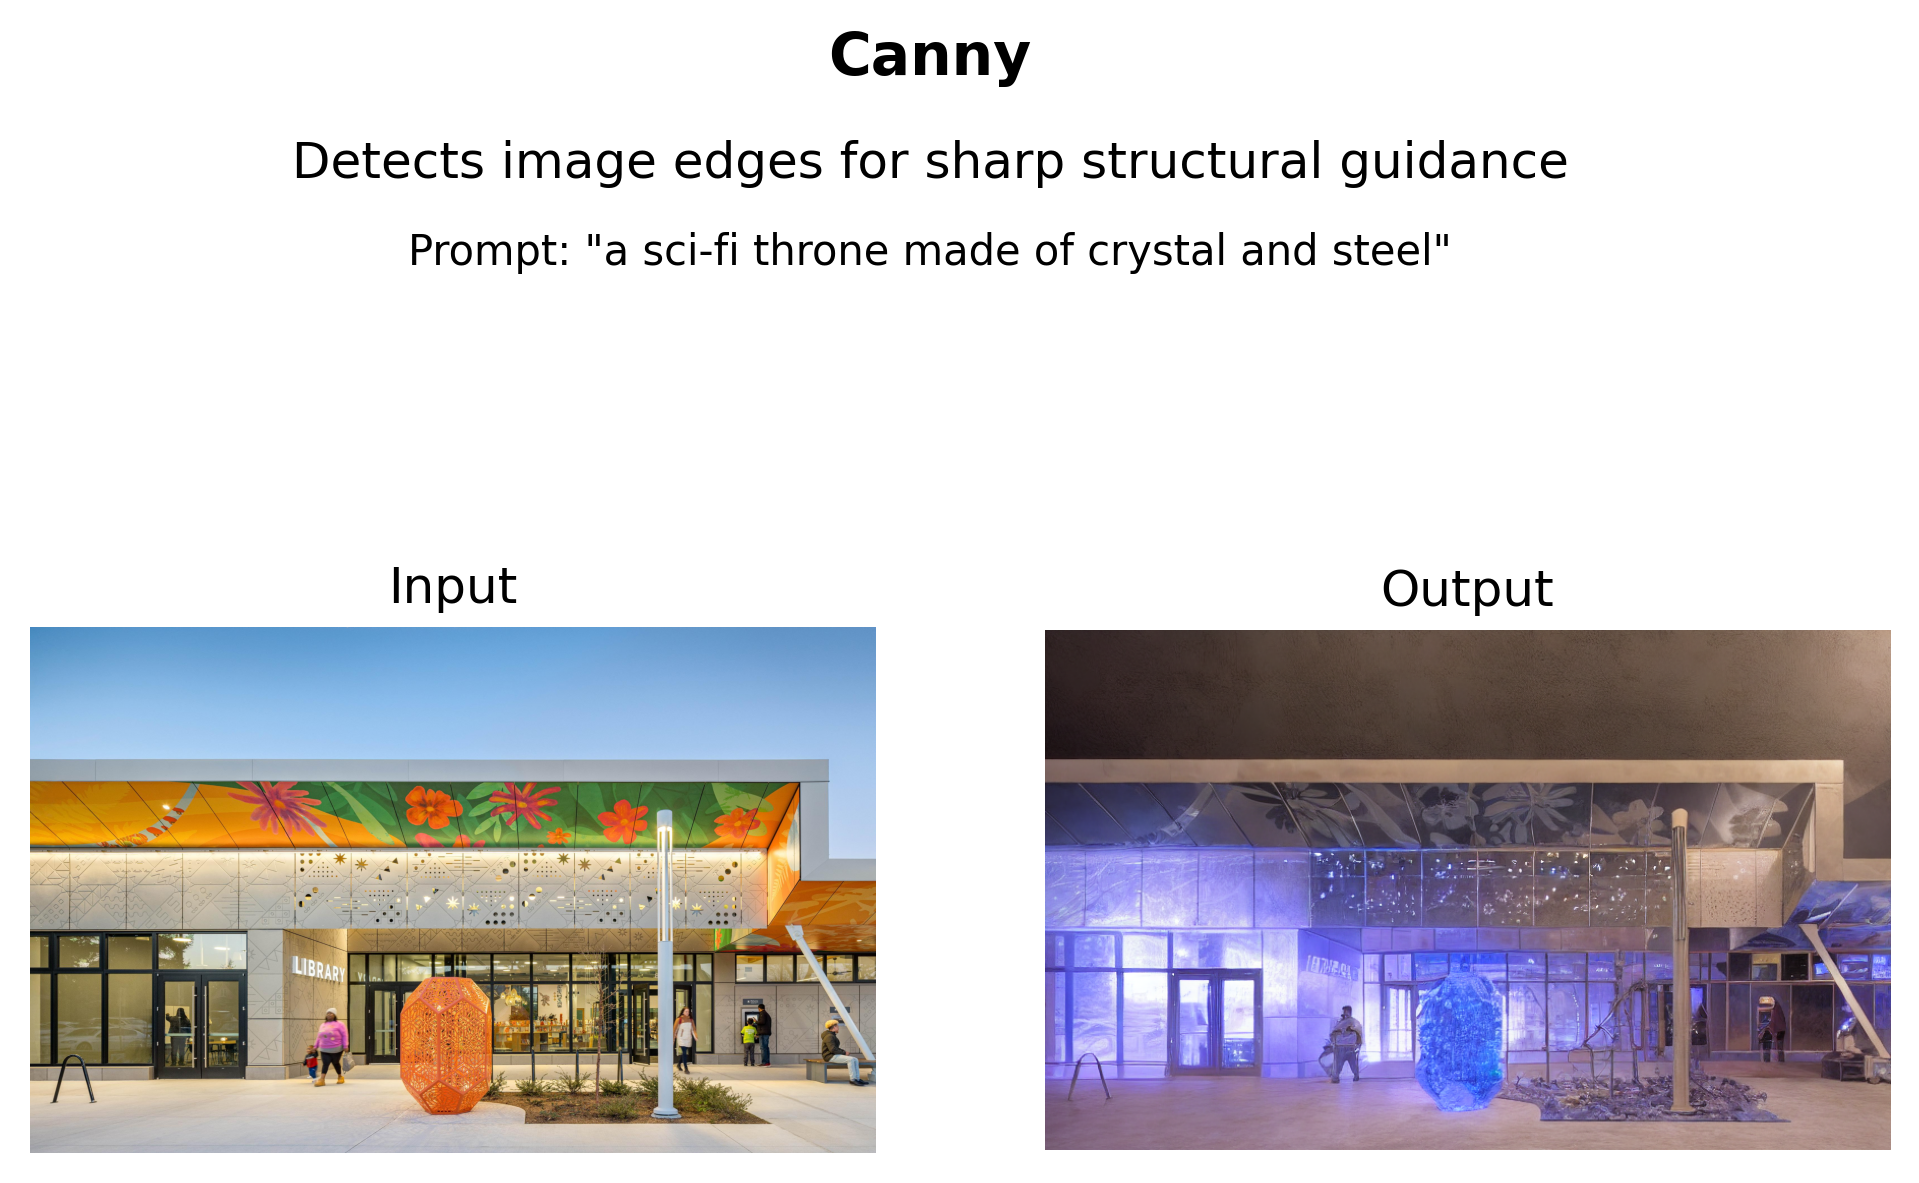 Canny
Detects image edges for sharp structural guidance
Prompt: "a sci-fi throne made of crystal and steel"
Input
Output
LIBRARY